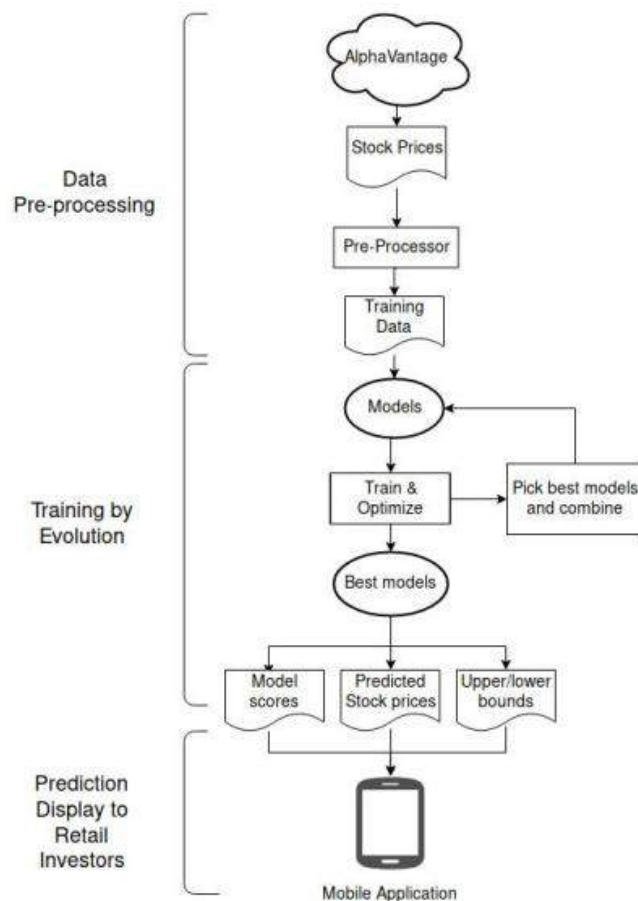 AlphaVantage
Stock Prices
Data
Pre-processing
Pre-Processor
Training
Data
Models
Training by
Evolution
Train &
Optimize
Pick best models
and combine
Best models
Model
scores
Predicted
Stock prices
Upper/lower
bounds
Prediction
Display to
Retail
Investors
Mobile Application